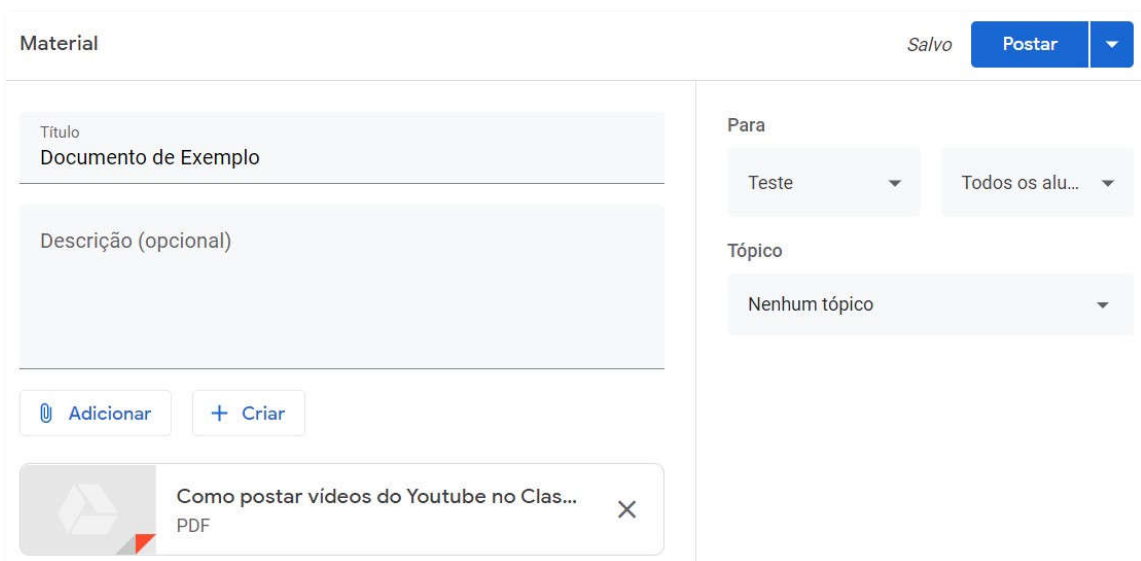 Material
Salvo
Postar
Título
Documento de Exemplo
Descrição (opcional)
Adicionar
Criar
Como postar vídeos do Youtube no Clas...
PDF
Para
Teste
Todos os alu...
Tópico
Nenhum tópico